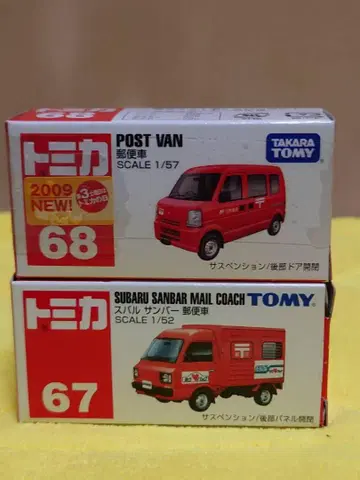 68
トミカ
POST VAN
郵便車
SCALE 1/57
TAKARA
TOMY
2009
NEW!
68
サスペンション/後部ドア開閉
トミカ
SUBARU SANBAR MAIL COACH TOMY
スバル サンバー 郵便車
SCALE 1/52
67
サスペンション/後部パネル開閉